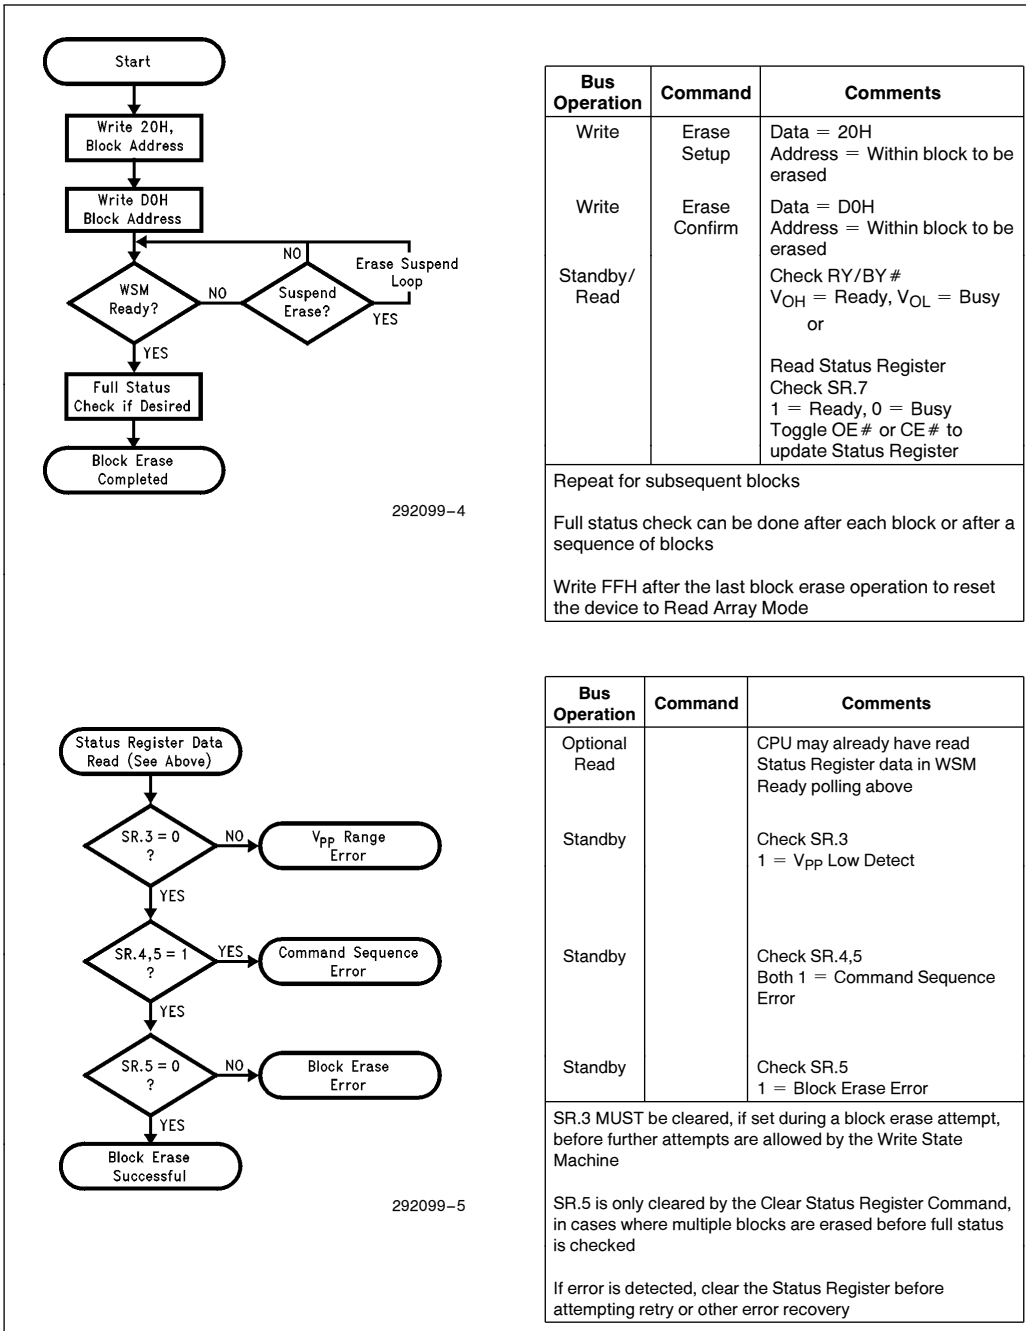 Start
Write 20H,
Block Address
Write D0H
Block Address
WSM
Ready?
NO
Suspend
Erase?
NO
YES
Erase Suspend
Loop
YES
Full Status
Check if Desired
Block Erase
Completed
292099-4
Bus
Operation
Command
Comments
Write
Erase
Setup
Data = 20H
Address = Within block to be
erased
Write
Erase
Confirm
Data = D0H
Address = Within block to be
erased
Standby/
Read
Check RY/BY#
VOH = Ready, VOL = Busy
or
Read Status Register
Check SR.7
1 = Ready, 0 = Busy
Toggle OE# or CE# to
update Status Register
Repeat for subsequent blocks
Full status check can be done after each block or after a
sequence of blocks
Write FFH after the last block erase operation to reset
the device to Read Array Mode
Status Register Data
Read (See Above)
SR.3 = 0
?
NO
VPP Range
Error
YES
SR.4,5 = 1
?
YES
Command Sequence
Error
YES
SR.5 = 0
?
NO
Block Erase
Error
YES
Block Erase
Successful
292099-5
Bus
Operation
Command
Comments
Optional
Read
CPU may already have read
Status Register data in WSM
Ready polling above
Standby
Check SR.3
1 = VPP Low Detect
Standby
Check SR.4,5
Both 1 = Command Sequence
Error
Standby
Check SR.5
1 = Block Erase Error
SR.3 MUST be cleared, if set during a block erase attempt,
before further attempts are allowed by the Write State
Machine
SR.5 is only cleared by the Clear Status Register Command,
in cases where multiple blocks are erased before full status
is checked
If error is detected, clear the Status Register before
attempting retry or other error recovery